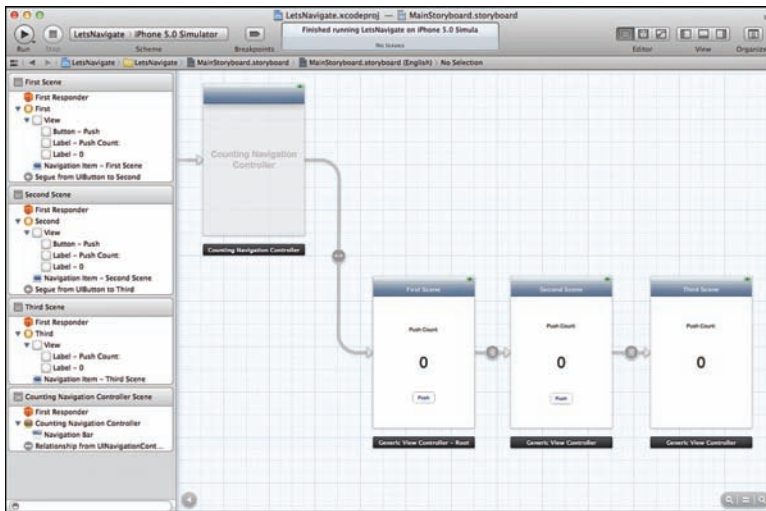 LetsNavigate.xcodeproj — MainStoryboard.storyboard
Run
Stop
LetsNavigate
iPhone 5.0 Simulator
Scheme
Breakpoints
Finished running LetsNavigate on iPhone 5.0 Simula
No Issues
Editor
View
Organize
LetsNavigate
LetsNavigate
MainStoryboard.storyboard
MainStoryboard.storyboard (English)
No Selection
First Scene
First Responder
First
View
Button – Push
Label – Push Count:
Label – 0
Navigation Item – First Scene
Segue from UIButton to Second
Second Scene
First Responder
Second
View
Button – Push
Label – Push Count:
Label – 0
Navigation Item – Second Scene
Segue from UIButton to Third
Third Scene
First Responder
Third
View
Label – Push Count:
Label – 0
Navigation Item – Third Scene
Counting Navigation Controller Scene
First Responder
Counting Navigation Controller
Navigation Bar
Relationship from UINavigationCont...
Counting Navigation
Controller
Counting Navigation Controller
First Scene
Push Count:
0
Push
Generic View Controller – Root
Second Scene
Push Count:
0
Push
Generic View Controller
Third Scene
Push Count:
0
Generic View Controller